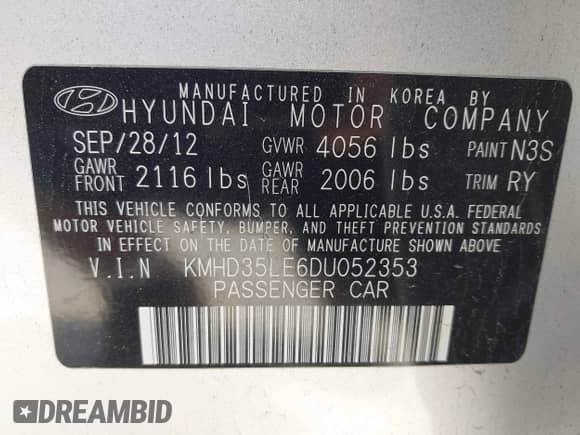 MANUFACTURED IN KOREA BY
HYUNDAI MOTOR COMPANY
SEP/28/12 GVWR 4056 lbs PAINT N3S
GAWR FRONT 2116 lbs GAWR REAR 2006 lbs TRIM RY
THIS VEHICLE CONFORMS TO ALL APPLICABLE U.S.A. FEDERAL
MOTOR VEHICLE SAFETY, BUMPER, AND THEFT PREVENTION STANDARDS
IN EFFECT ON THE DATE OF MANUFACTURE SHOWN ABOVE.
V.I.N KMHD35LE6DU052353
PASSENGER CAR
DREAMBID